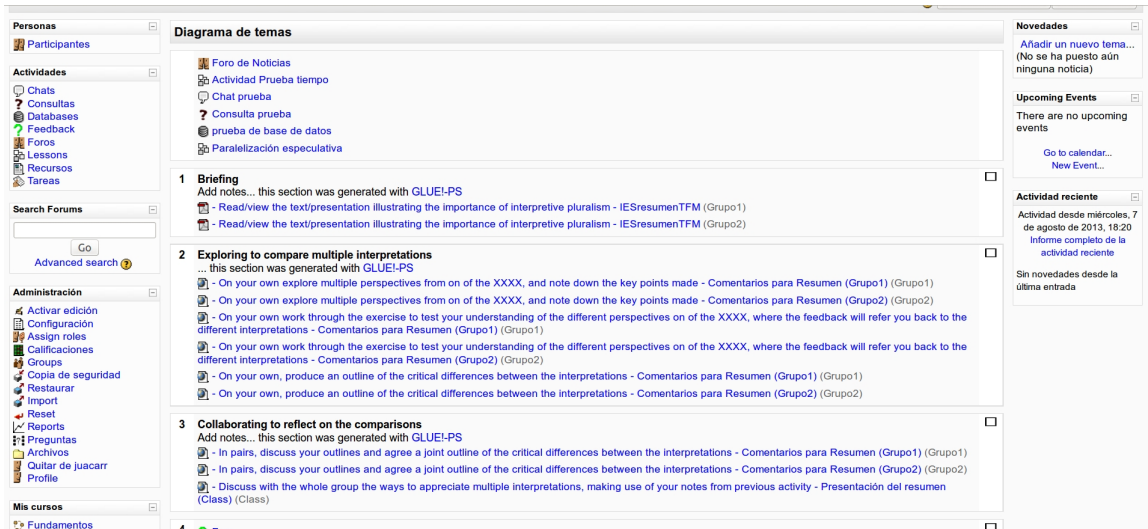 Personas
Participantes
Actividades
Chats
Consultas
Databases
Feedback
Foros
Lessons
Recursos
Tareas
Search Forums
Go
Advanced search
Administración
Activar edición
Configuración
Assign roles
Calificaciones
Groups
Copia de seguridad
Restaurar
Import
Reset
Reports
Preguntas
Archivos
Quitar de juacarr
Profile
Mis cursos
Fundamentos
Diagrama de temas
Foro de Noticias
Actividad Prueba tiempo
Chat prueba
Consulta prueba
prueba de base de datos
Paralelización especulativa
1 Briefing
Add notes... this section was generated with GLUE!-PS
- Read/view the text/presentation illustrating the importance of interpretive pluralism - IESresumenTFM (Grupo1)
- Read/view the text/presentation illustrating the importance of interpretive pluralism - IESresumenTFM (Grupo2)
2 Exploring to compare multiple interpretations
... this section was generated with GLUE!-PS
- On your own explore multiple perspectives from on of the XXXX, and note down the key points made - Comentarios para Resumen (Grupo1) (Grupo1)
- On your own explore multiple perspectives from on of the XXXX, and note down the key points made - Comentarios para Resumen (Grupo2) (Grupo2)
- On your own work through the exercise to test your understanding of the different perspectives on of the XXXX, where the feedback will refer you back to the
different interpretations - Comentarios para Resumen (Grupo1) (Grupo1)
- On your own work through the exercise to test your understanding of the different perspectives on of the XXXX, where the feedback will refer you back to the
different interpretations - Comentarios para Resumen (Grupo2) (Grupo2)
- On your own, produce an outline of the critical differences between the interpretations - Comentarios para Resumen (Grupo1) (Grupo1)
- On your own, produce an outline of the critical differences between the interpretations - Comentarios para Resumen (Grupo2) (Grupo2)
3 Collaborating to reflect on the comparisons
Add notes... this section was generated with GLUE!-PS
- In pairs, discuss your outlines and agree a joint outline of the critical differences between the interpretations - Comentarios para Resumen (Grupo1) (Grupo1)
- In pairs, discuss your outlines and agree a joint outline of the critical differences between the interpretations - Comentarios para Resumen (Grupo2) (Grupo2)
- Discuss with the whole group the ways to appreciate multiple interpretations, making use of your notes from previous activity - Presentación del resumen
(Class) (Class)
Novedades
Añadir un nuevo tema...
(No se ha puesto aún
ninguna noticia)
Upcoming Events
There are no upcoming
events
Go to calendar...
New Event...
Actividad reciente
Actividad desde miércoles, 7
de agosto de 2013, 18:20
Informe completo de la
actividad reciente
Sin novedades desde la
última entrada